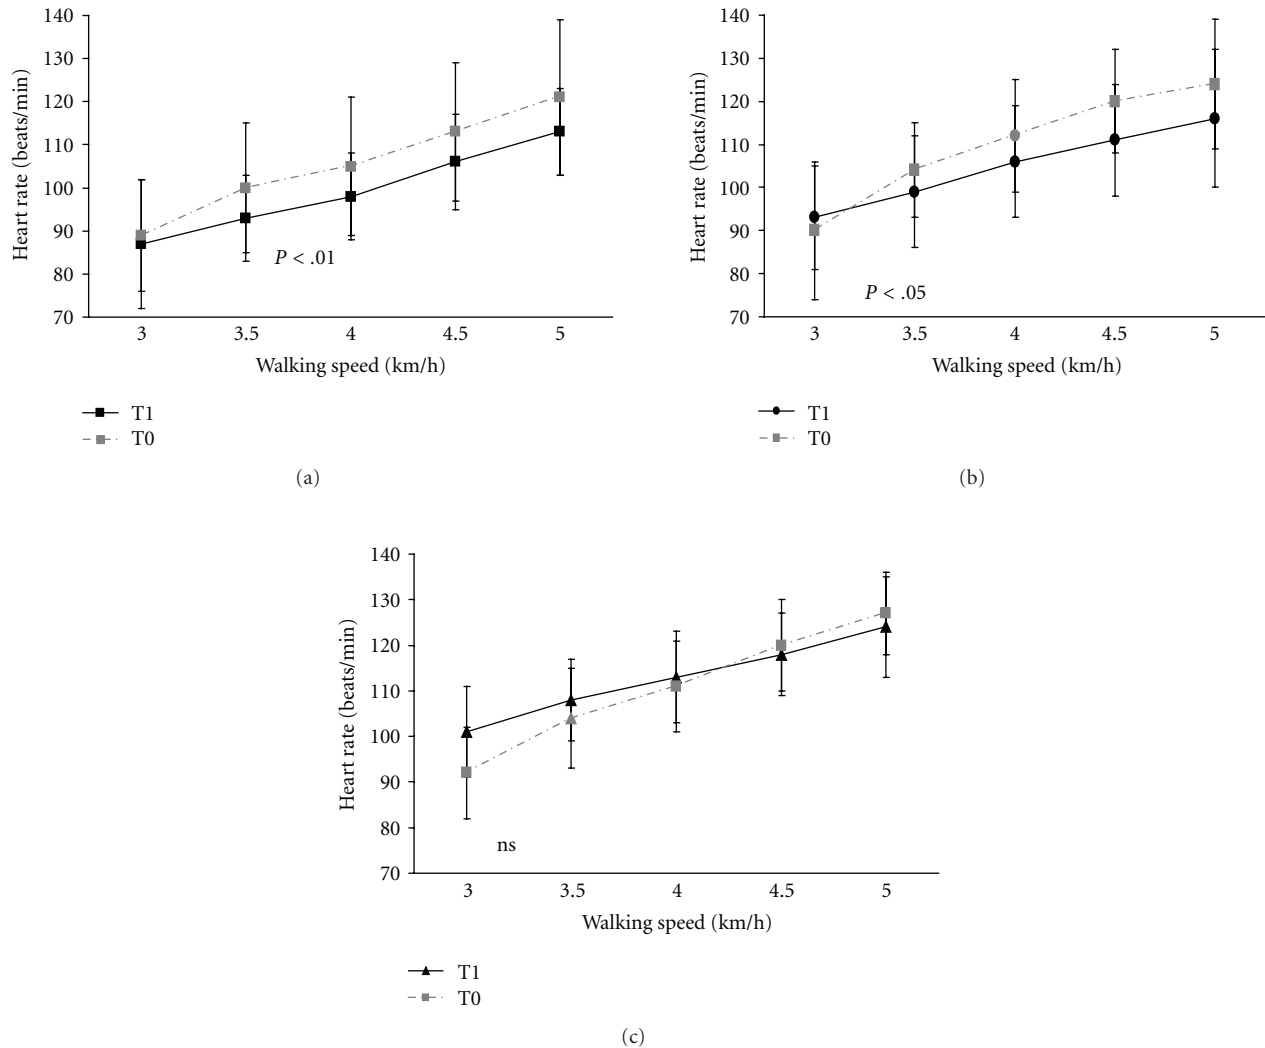 140
130
120
110
100
90
80
70
Heart rate (beats/min)
P < .01
3 3.5 4 4.5 5
Walking speed (km/h)
T1
T0
(a)
140
130
120
110
100
90
80
70
Heart rate (beats/min)
P < .05
3 3.5 4 4.5 5
Walking speed (km/h)
T1
T0
(b)
140
130
120
110
100
90
80
70
Heart rate (beats/min)
ns
3 3.5 4 4.5 5
Walking speed (km/h)
T1
T0
(c)